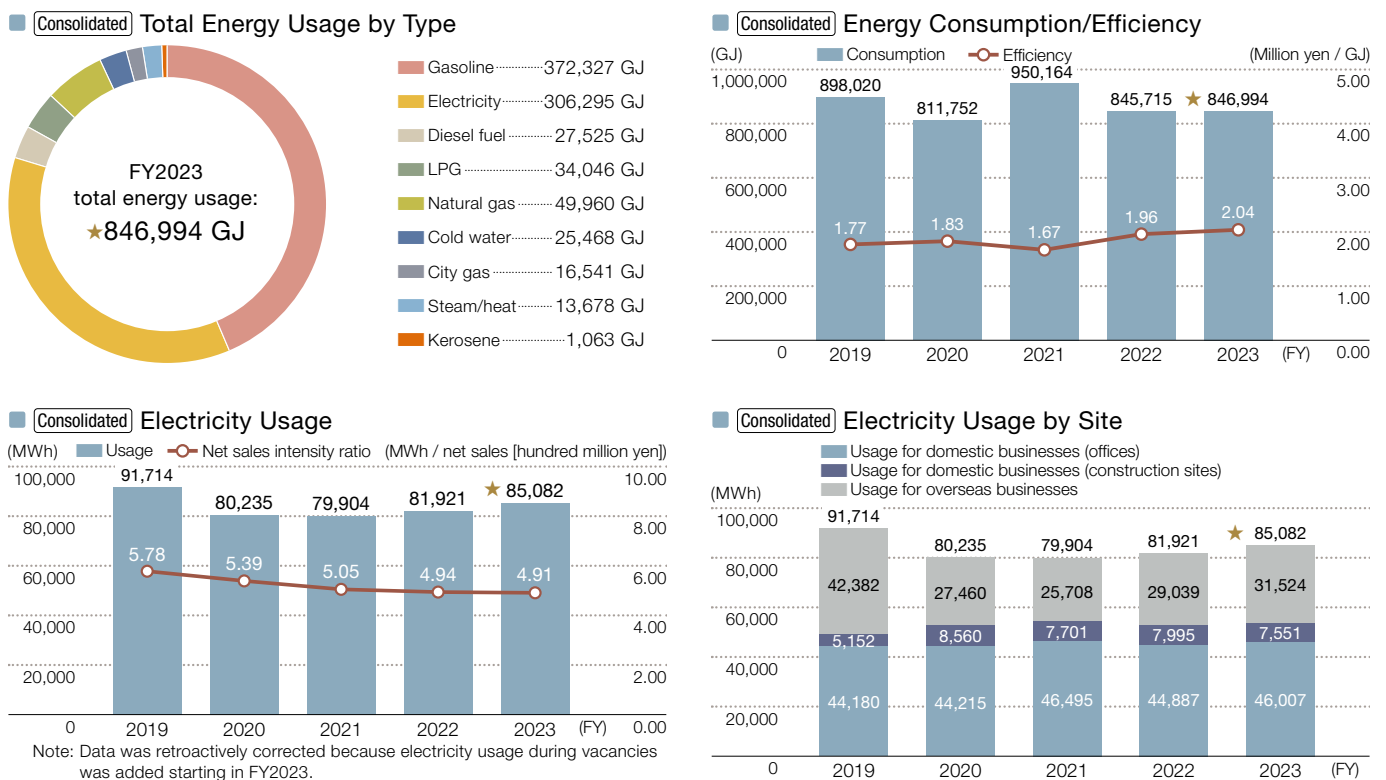 Consolidated Total Energy Usage by Type
FY2023
total energy usage:
★846,994 GJ
Gasoline 372,327 GJ
Electricity 306,295 GJ
Diesel fuel 27,525 GJ
LPG 34,046 GJ
Natural gas 49,960 GJ
Cold water 25,468 GJ
City gas 16,541 GJ
Steam/heat 13,678 GJ
Kerosene 1,063 GJ
Consolidated Energy Consumption/Efficiency
(GJ) Consumption Efficiency (Million yen / GJ)
1,000,000 5.00
800,000 4.00
600,000 3.00
400,000 2.00
200,000 1.00
0 0.00
898,020 811,752 950,164 845,715 ★ 846,994
1.77 1.83 1.67 1.96 2.04
2019 2020 2021 2022 2023 (FY)
Consolidated Electricity Usage
(MWh) Usage Net sales intensity ratio (MWh / net sales [hundred million yen])
100,000 10.00
80,000 8.00
60,000 6.00
40,000 4.00
20,000 2.00
0 0.00
91,714 80,235 79,904 81,921 ★ 85,082
5.78 5.39 5.05 4.94 4.91
2019 2020 2021 2022 2023 (FY)
Note: Data was retroactively corrected because electricity usage during vacancies
was added starting in FY2023.
Consolidated Electricity Usage by Site
Usage for domestic businesses (offices)
Usage for domestic businesses (construction sites)
Usage for overseas businesses
(MWh)
100,000
80,000
60,000
40,000
20,000
0
91,714 80,235 79,904 81,921 ★ 85,082
42,382 27,460 25,708 29,039 31,524
5,152 8,560 7,701 7,995 7,551
44,180 44,215 46,495 44,887 46,007
2019 2020 2021 2022 2023 (FY)